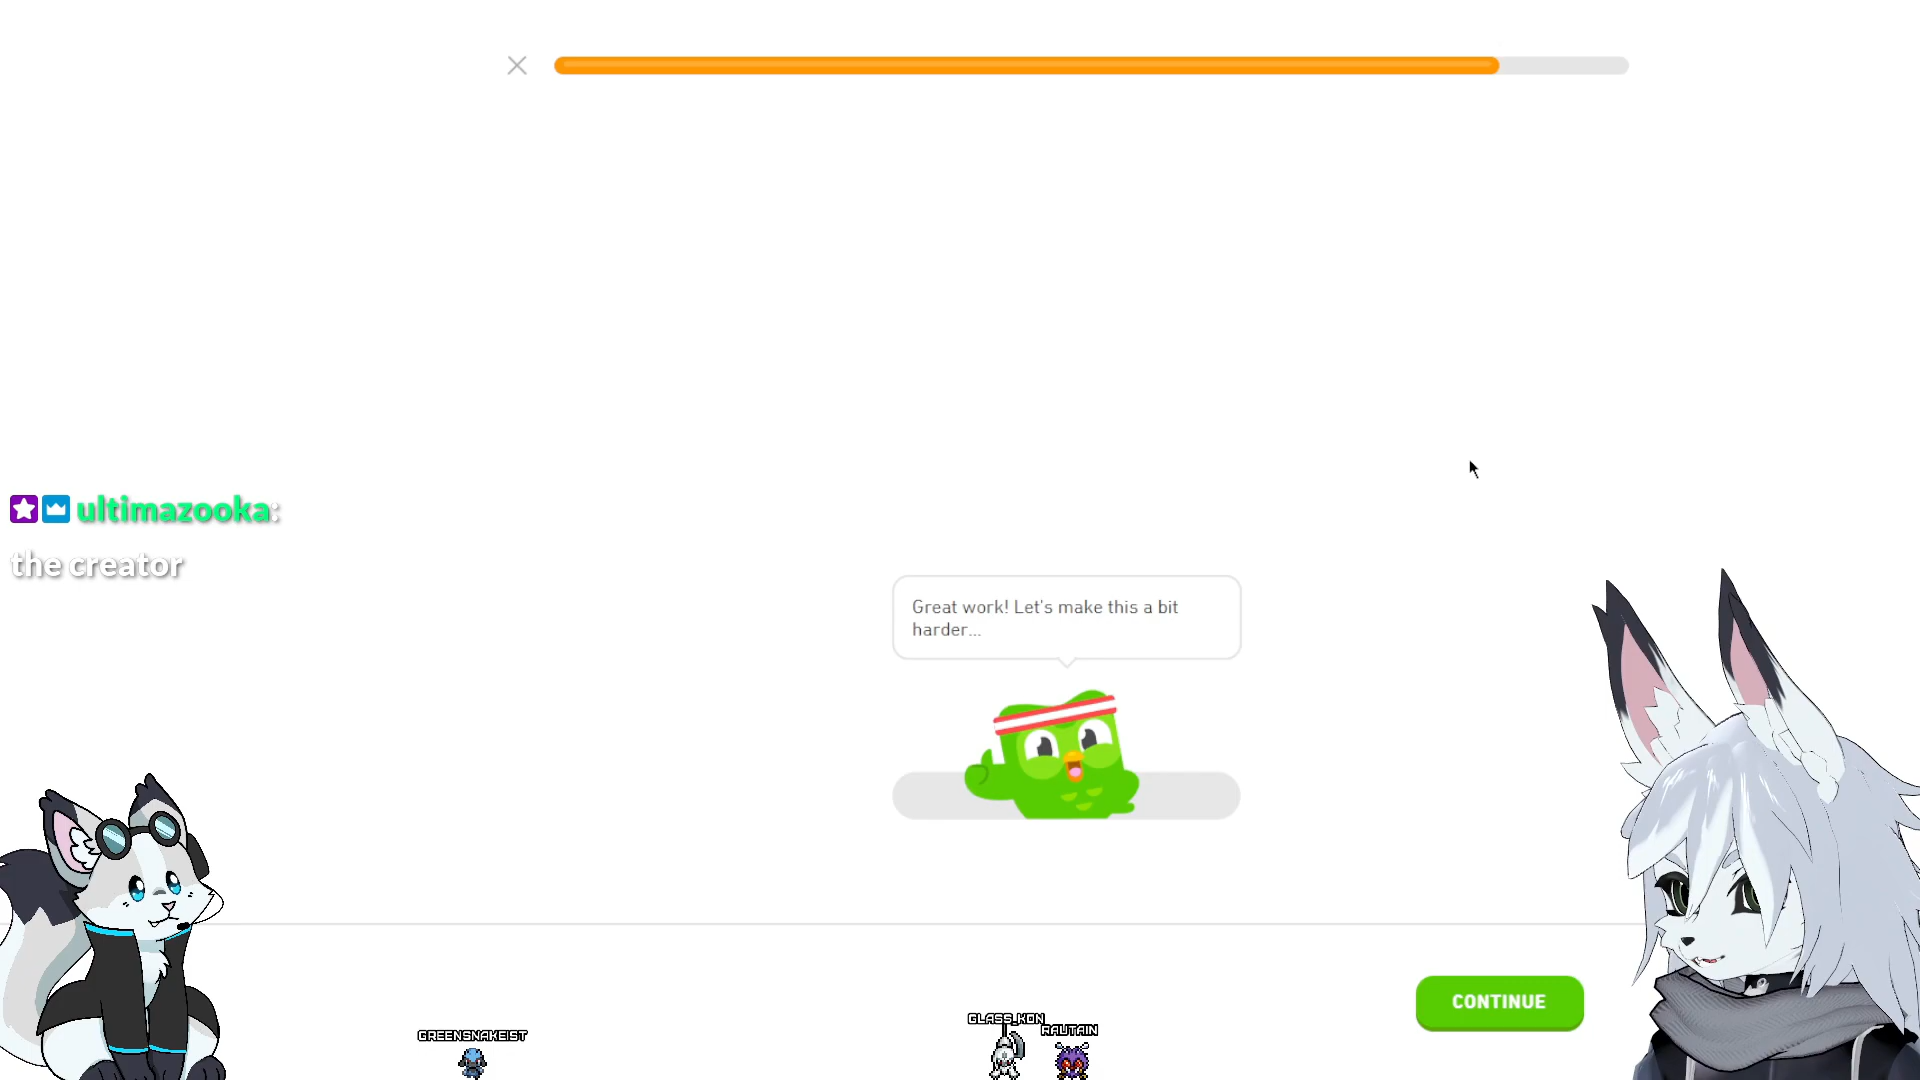 ultimazooka:
the creator
Great work! Let's make this a bit
harder...
CONTINUE
GREENSNAKEIST
GLASS_KON
RAUTAIN